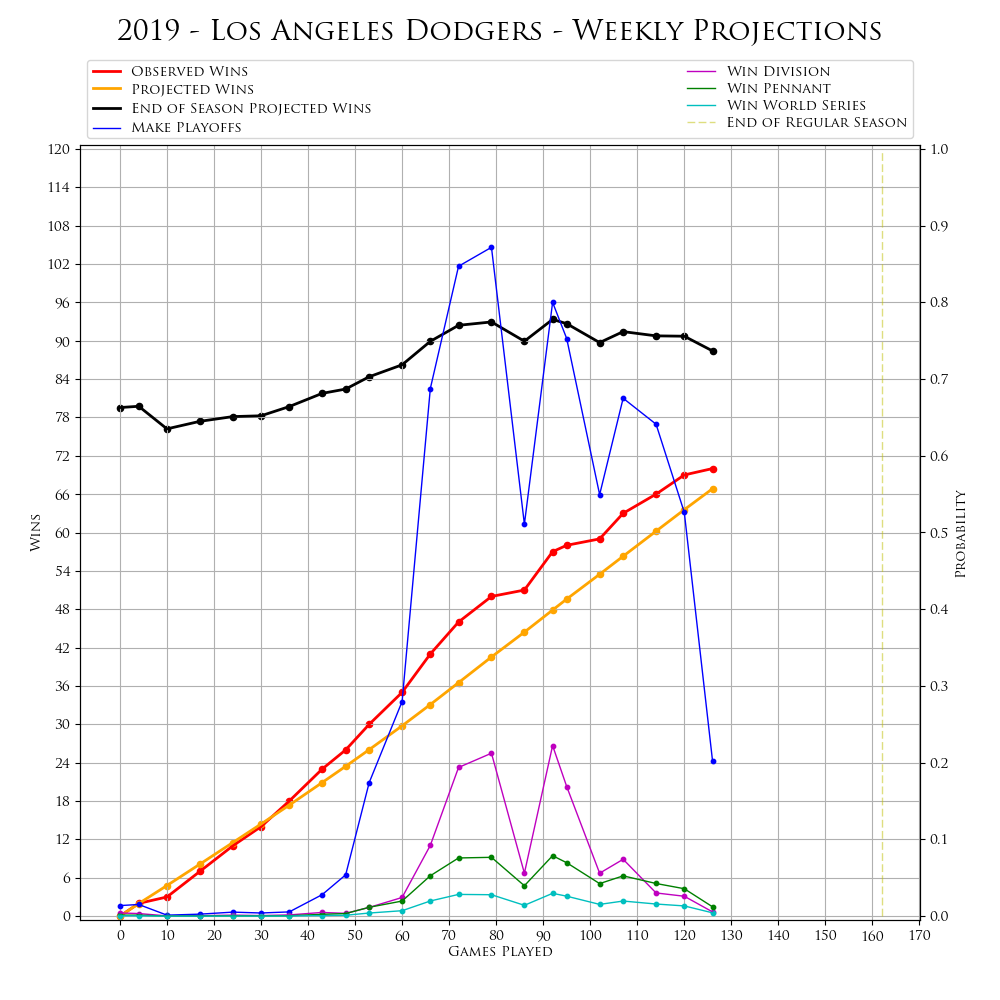 2019 - Los Angeles Dodgers - Weekly Projections
Observed Wins
Projected Wins
End of Season Projected Wins
Make Playoffs
Win Division
Win Pennant
Win World Series
End of Regular Season
120
114
108
102
96
90
84
78
72
66
60
54
48
42
36
30
24
18
12
6
0
Wins
1.0
0.9
0.8
0.7
0.6
0.5
0.4
0.3
0.2
0.1
0.0
Probability
0 10 20 30 40 50 60 70 80 90 100 110 120 130 140 150 160 170
Games Played